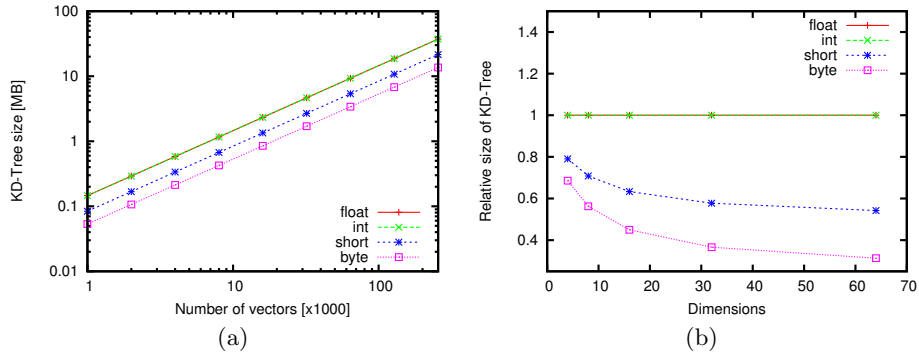 100
10
1
0.1
0.01
KD-Tree size [MB]
float
int
short
byte
1 10 100
Number of vectors [x1000]
(a)
1.4
1.2
1
0.8
0.6
0.4
Relative size of KD-Tree
float
int
short
byte
0 10 20 30 40 50 60 70
Dimensions
(b)